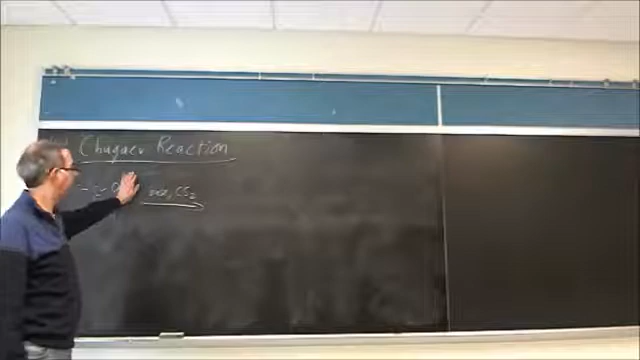 Chugaev Reaction
- C - O base, CS2